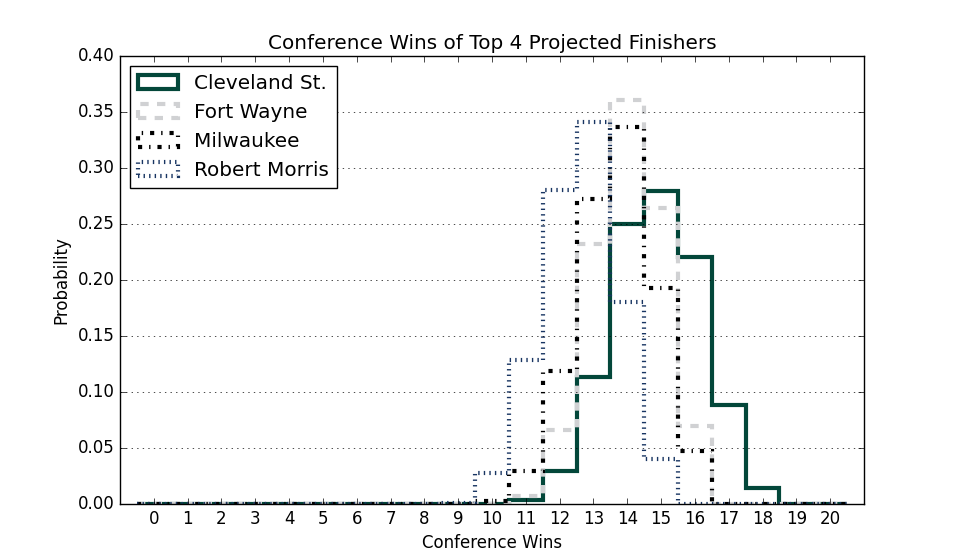 Conference Wins of Top 4 Projected Finishers
Cleveland St.
Fort Wayne
Milwaukee
Robert Morris
0.40
0.35
0.30
0.25
0.20
0.15
0.10
0.05
0.00
Probability
0 1 2 3 4 5 6 7 8 9 10 11 12 13 14 15 16 17 18 19 20
Conference Wins